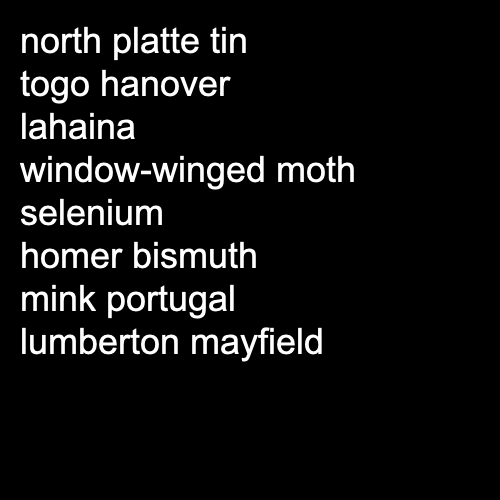 north platte tin
togo hanover
lahaina
window-winged moth
selenium
homer bismuth
mink portugal
lumberton mayfield